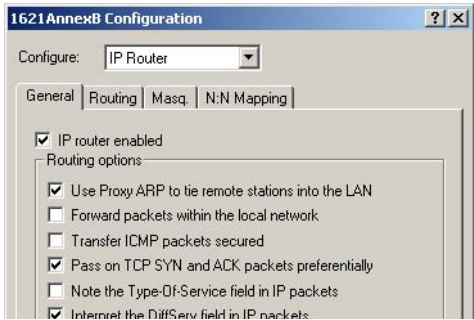 1621AnnexB Configuration
Configure: IP Router
General Routing Masq. N:N Mapping
IP router enabled
Routing options
Use Proxy ARP to tie remote stations into the LAN
Forward packets within the local network
Transfer ICMP packets secured
Pass on TCP SYN and ACK packets preferentially
Note the Type-Of-Service field in IP packets
Interpret the DiffServ field in IP packets